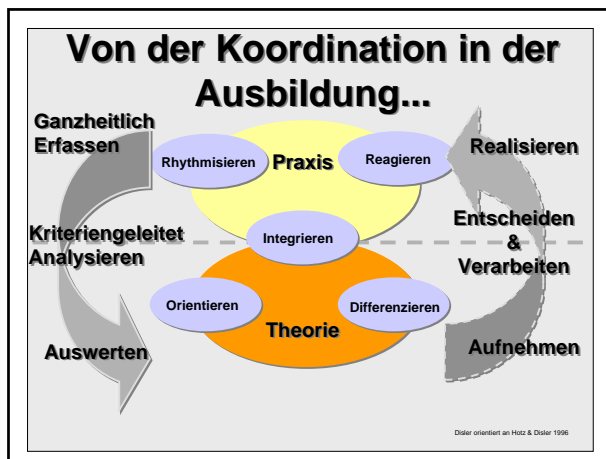 Von der Koordination in der
Ausbildung...
Ganzheitlich
Erfassen
Rhythmisieren
Praxis
Reagieren
Realisieren
Kriteriengeleitet
Analysieren
Integrieren
Entscheiden
&
Verarbeiten
Orientieren
Differenzieren
Theorie
Auswerten
Aufnehmen
Disler orientiert an Hotz & Disler 1996